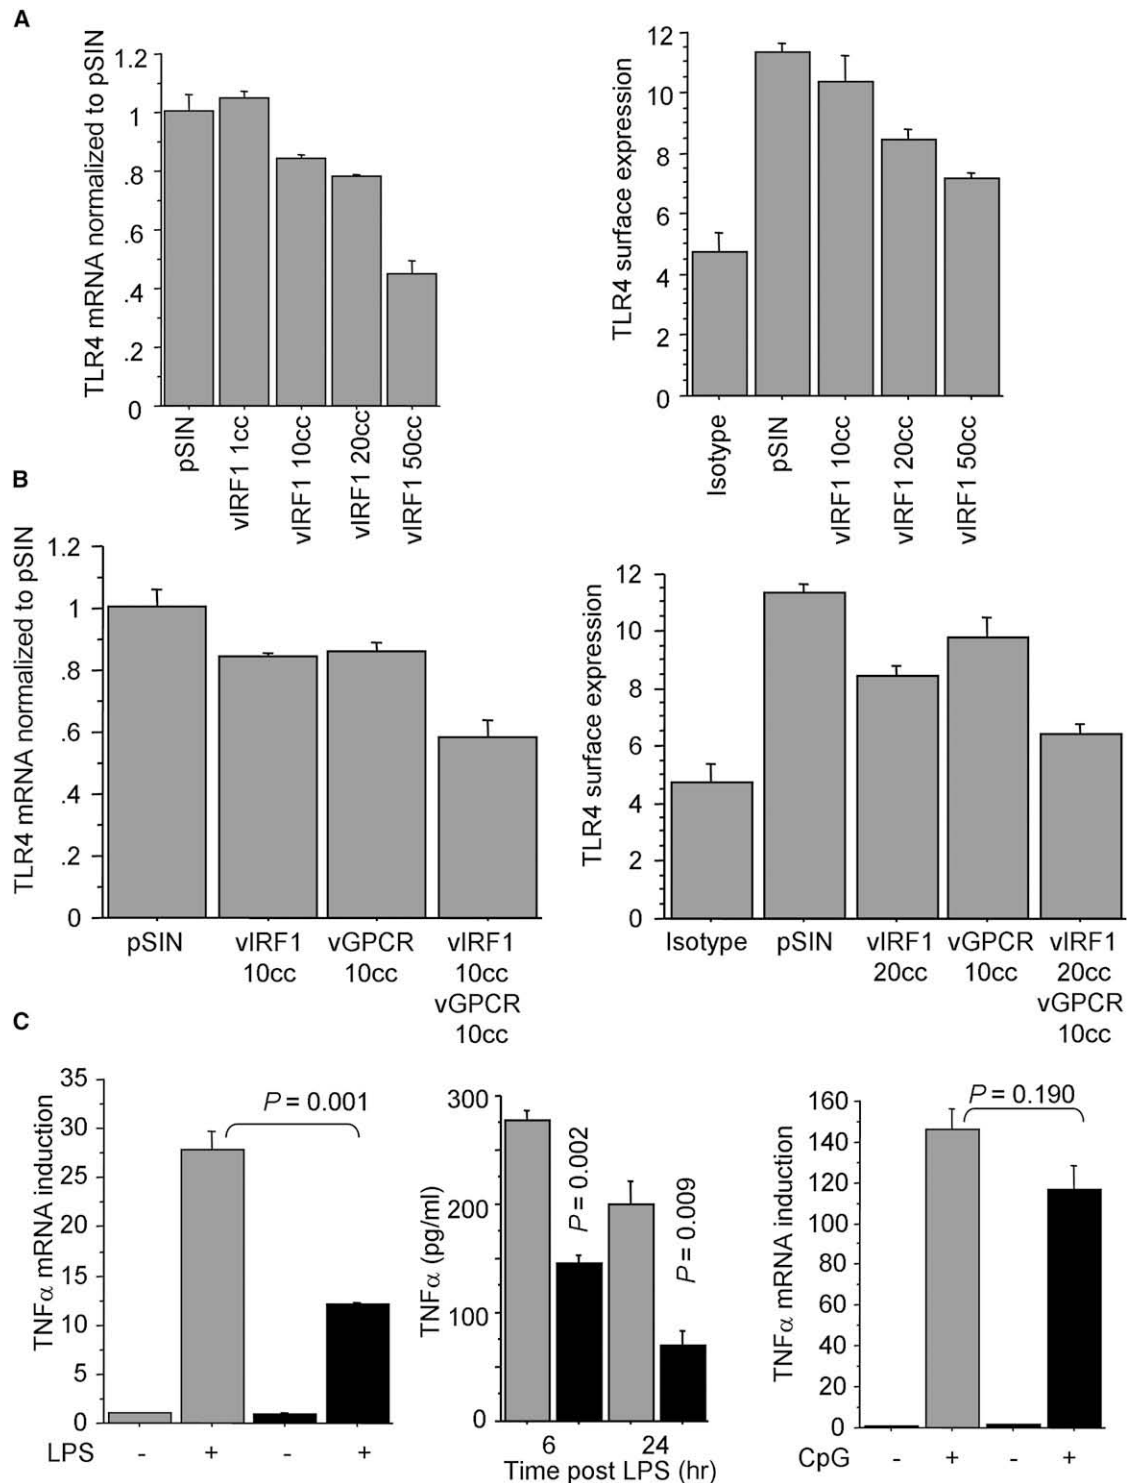 A
TLR4 mRNA normalized to pSIN
1.2
1
.8
.6
.4
.2
0
pSIN
vIRF1 1cc
vIRF1 10cc
vIRF1 20cc
vIRF1 50cc
TLR4 surface expression
12
10
8
6
4
2
0
Isotype
pSIN
vIRF1 10cc
vIRF1 20cc
vIRF1 50cc
B
TLR4 mRNA normalized to pSIN
1.2
1
.8
.6
.4
.2
0
pSIN
vIRF1
10cc
vGPCR
10cc
vIRF1
10cc
vGPCR
10cc
TLR4 surface expression
12
10
8
6
4
2
0
Isotype
pSIN
vIRF1
20cc
vGPCR
10cc
vIRF1
20cc
vGPCR
10cc
C
TNFα mRNA induction
35
30
25
20
15
10
5
0
P = 0.001
LPS - + - +
TNFα (pg/ml)
300
200
100
0
P = 0.002
P = 0.009
6 24
Time post LPS (hr)
TNFα mRNA induction
160
140
120
100
80
60
40
20
0
P = 0.190
CpG - + - +